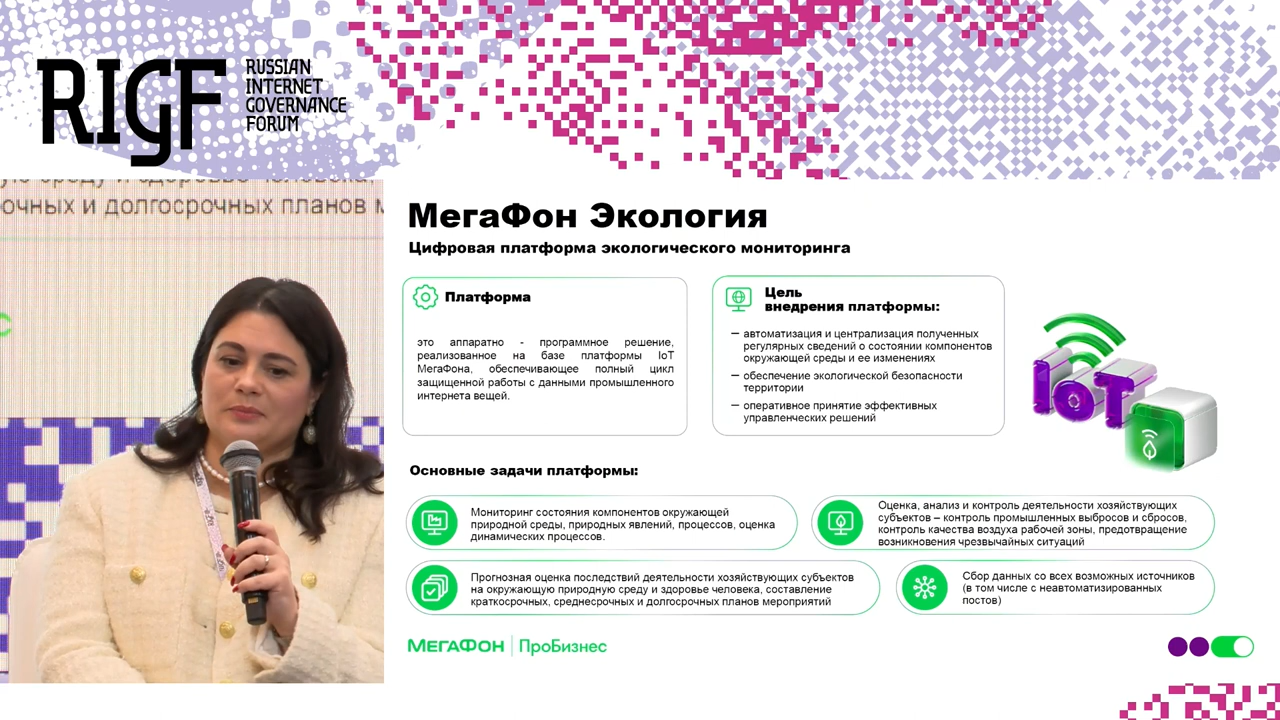 RIGF
RUSSIAN
INTERNET
GOVERNANCE
FORUM
очных и долгосрочных планов м
МегаФон Экология
Цифровая платформа экологического мониторинга
Платформа
это аппаратно - программное решение,
реализованное на базе платформы IoT
МегаФона, обеспечивающее полный цикл
защищенной работы с данными промышленного
интернета вещей.
Цель
внедрения платформы:
— автоматизация и централизация полученных
регулярных сведений о состоянии компонентов
окружающей среды и ее изменениях
— обеспечение экологической безопасности
территории
— оперативное принятие эффективных
управленческих решений
IoT
Основные задачи платформы:
Мониторинг состояния компонентов окружающей
природной среды, природных явлений, процессов, оценка
динамических процессов.
Оценка, анализ и контроль деятельности хозяйствующих
субъектов – контроль промышленных выбросов и сбросов,
контроль качества воздуха рабочей зоны, предотвращение
возникновения чрезвычайных ситуаций
Прогнозная оценка последствий деятельности хозяйствующих субъектов
на окружающую природную среду и здоровье человека, составление
краткосрочных, среднесрочных и долгосрочных планов мероприятий
Сбор данных со всех возможных источников
(в том числе с неавтоматизированных
постов)
МЕГАФОН | ПроБизнес